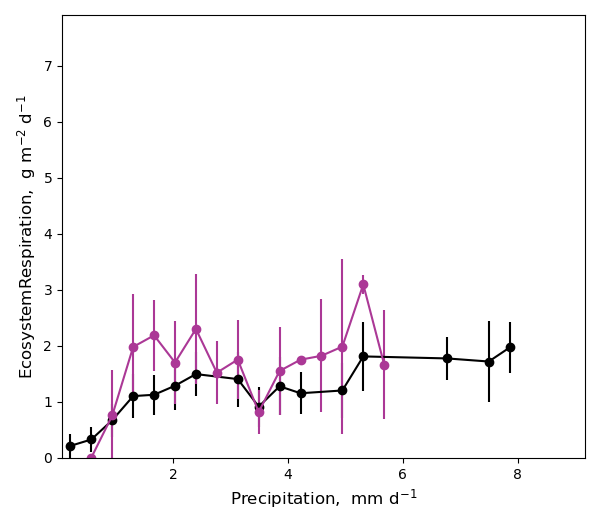 7
6
5
4
3
2
1
0
EcosystemRespiration, g m⁻² d⁻¹
2 4 6 8
Precipitation, mm d⁻¹